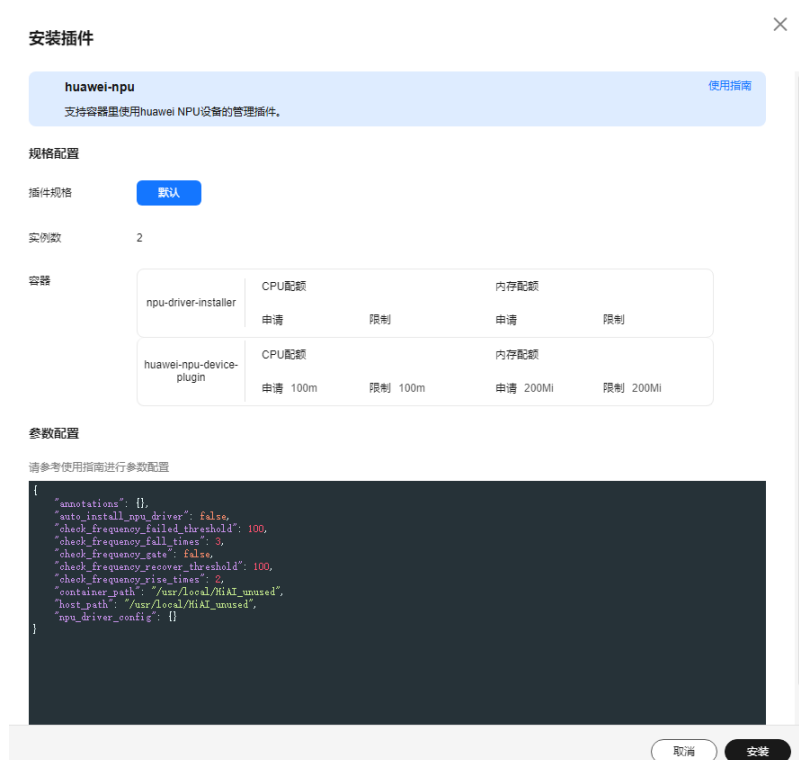 安装插件
huawei-npu
使用指南
支持容器里使用huawei NPU设备的管理插件。
规格配置
插件规格 默认
实例数 2
容器
npu-driver-installer
CPU配额 内存配额
申请 限制 申请 限制
huawei-npu-device-
plugin
CPU配额 内存配额
申请 100m 限制 100m 申请 200Mi 限制 200Mi
参数配置
请参考使用指南进行参数配置
{
"annotations": {},
"auto_install_npu_driver": false,
"check_frequency_failed_threshold": 100,
"check_frequency_fall_times": 3,
"check_frequency_gate": false,
"check_frequency_recover_threshold": 100,
"check_frequency_rise_times": 2,
"container_path": "/usr/local/HiAI_unused",
"host_path": "/usr/local/HiAI_unused",
"npu_driver_config": {}
}
取消 安装